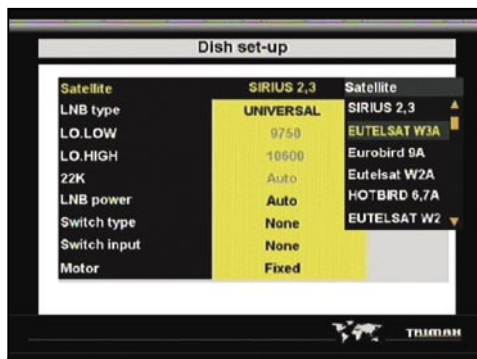 Dish set-up
Satellite SIRIUS 2,3 Satellite
LNB type UNIVERSAL SIRIUS 2,3
LO.LOW 9750 EUTELSAT W3A
LO.HIGH 10600 Eurobird 9A
22K Auto Eutelsat W2A
LNB power Auto HOTBIRD 6,7A
Switch type None EUTELSAT W2
Switch input None
Motor Fixed
TRIMAX